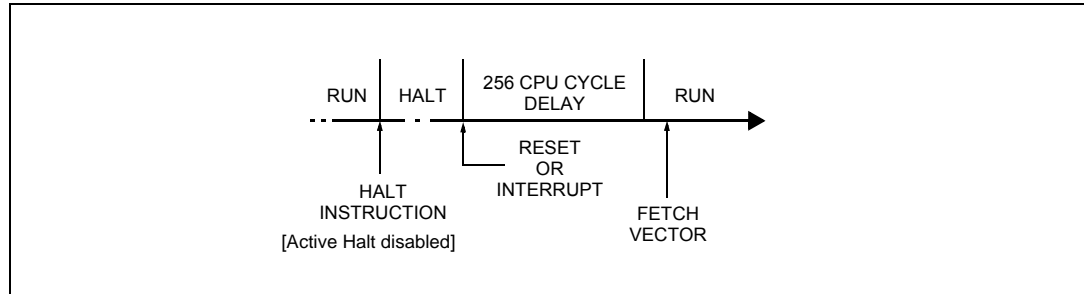 RUN
HALT
256 CPU CYCLE
DELAY
RUN
RESET
OR
INTERRUPT
HALT
INSTRUCTION
[Active Halt disabled]
FETCH
VECTOR